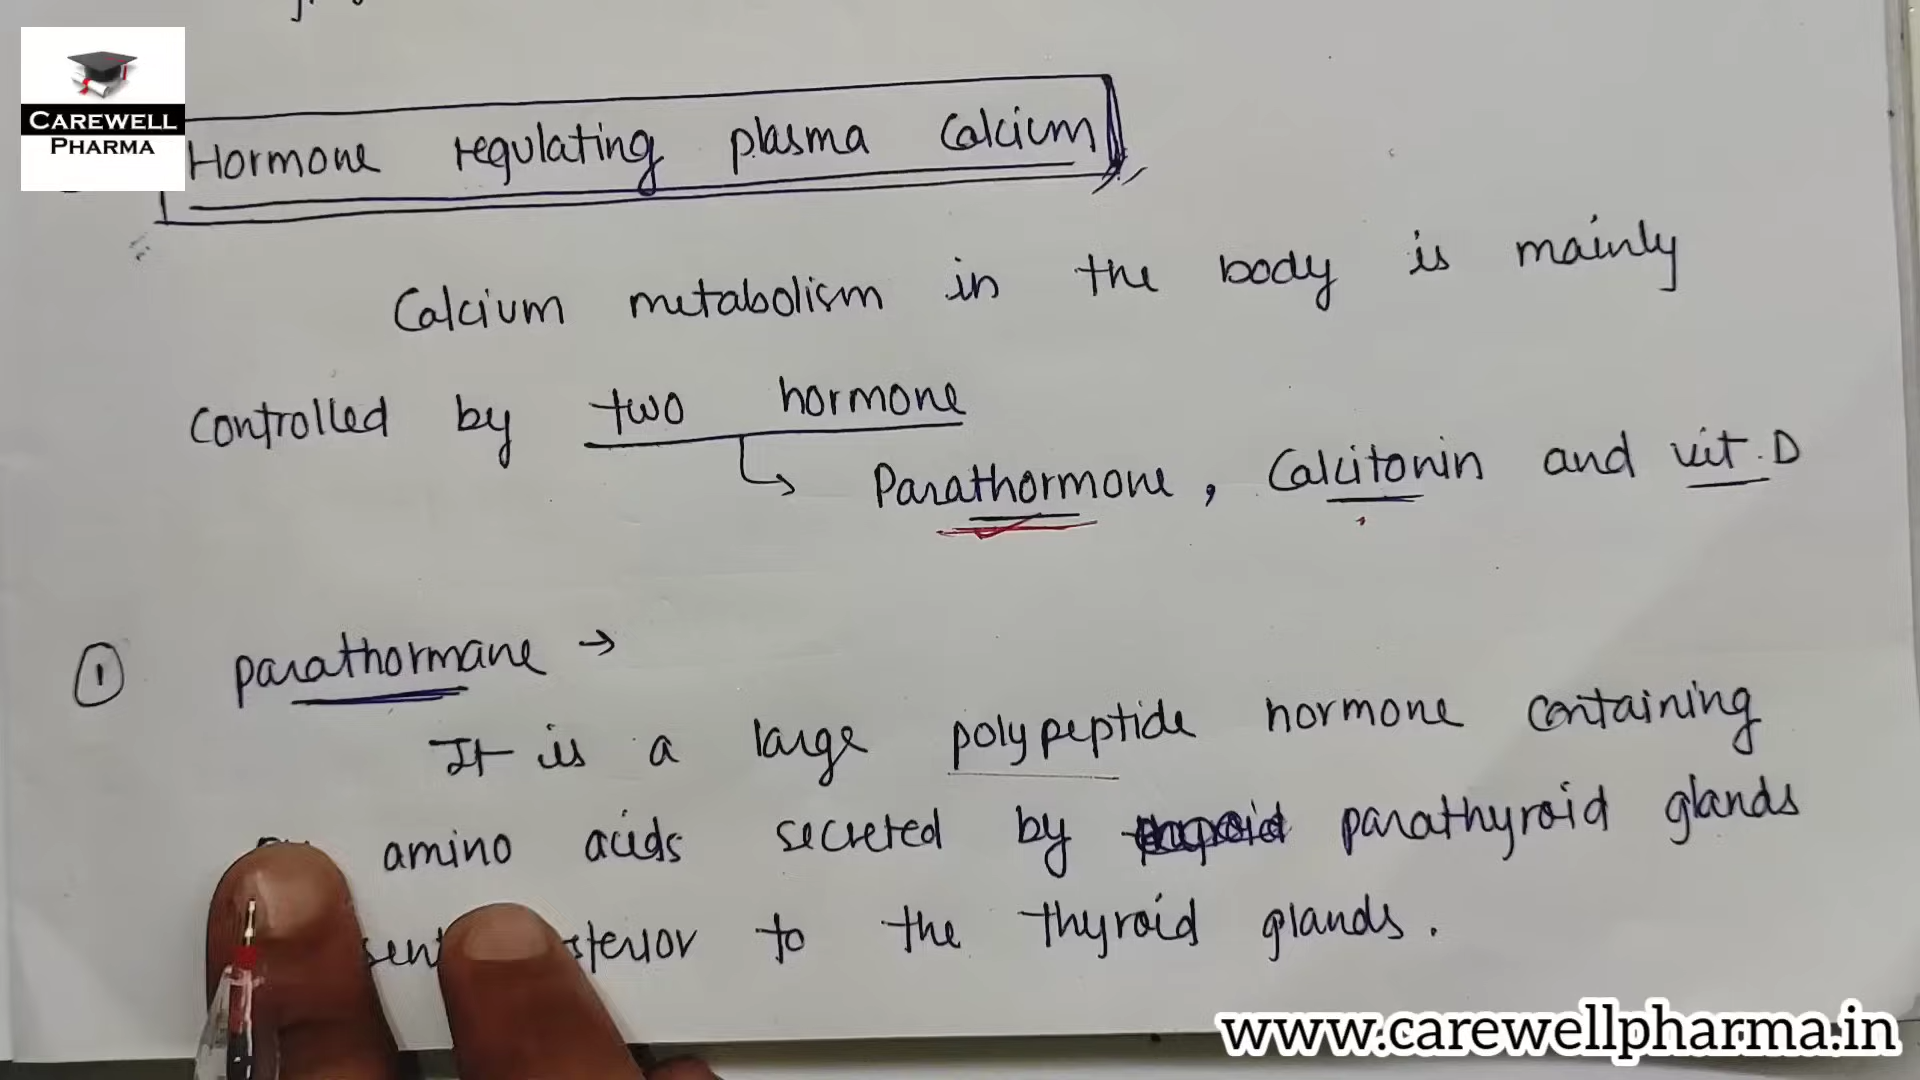 CAREWELL
PHARMA
Hormone regulating plasma Calcium
Calcium metabolism in the body is mainly
controlled by two hormone
Parathormone, Calcitonin and vit. D
1 parathormane →
It is a large polypeptide hormone containing
amino acids secreted by parathyroid glands
to the thyroid glands.
www.carewellpharma.in